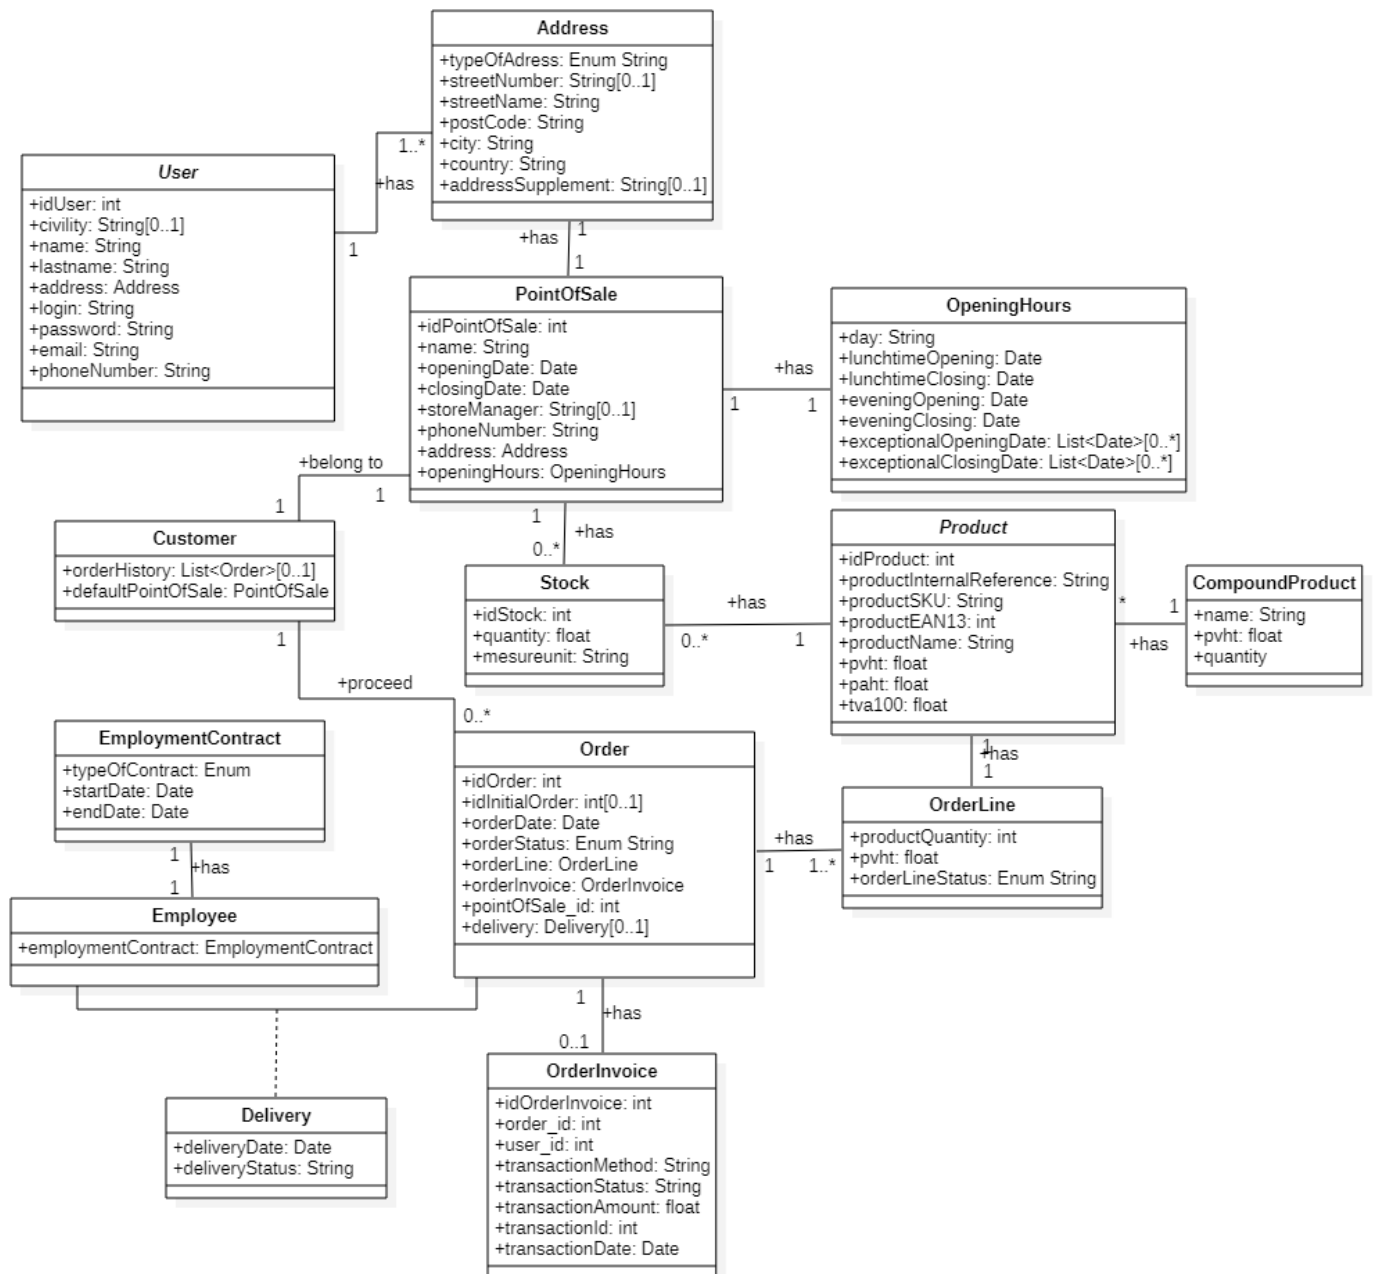 Address
+typeOfAdress: Enum String
+streetNumber: String[0..1]
+streetName: String
+postCode: String
+city: String
+country: String
+addressSupplement: String[0..1]
1..*
+has
1
User
+idUser: int
+civility: String[0..1]
+name: String
+lastname: String
+address: Address
+login: String
+password: String
+email: String
+phoneNumber: String
1
+has
1
PointOfSale
+idPointOfSale: int
+name: String
+openingDate: Date
+closingDate: Date
+storeManager: String[0..1]
+phoneNumber: String
+address: Address
+openingHours: OpeningHours
+has
1
1
OpeningHours
+day: String
+lunchtimeOpening: Date
+lunchtimeClosing: Date
+eveningOpening: Date
+eveningClosing: Date
+exceptionalOpeningDate: List<Date>[0..*]
+exceptionalClosingDate: List<Date>[0..*]
+belong to
1
1
Customer
+orderHistory: List<Order>[0..1]
+defaultPointOfSale: PointOfSale
1
+has
0..*
Stock
+idStock: int
+quantity: float
+mesureunit: String
+has
0..*
1
Product
+idProduct: int
+productInternalReference: String
+productSKU: String
+productEAN13: int
+productName: String
+pvht: float
+paht: float
+tva100: float
*
1
+has
CompoundProduct
+name: String
+pvht: float
+quantity
1
+proceed
0..*
EmploymentContract
+typeOfContract: Enum
+startDate: Date
+endDate: Date
1
+has
1
Employee
+employmentContract: EmploymentContract
Order
+idOrder: int
+idInitialOrder: int[0..1]
+orderDate: Date
+orderStatus: Enum String
+orderLine: OrderLine
+orderInvoice: OrderInvoice
+pointOfSale_id: int
+delivery: Delivery[0..1]
+has
1
1..*
1
+has
1
OrderLine
+productQuantity: int
+pvht: float
+orderLineStatus: Enum String
1
+has
0..1
OrderInvoice
+idOrderInvoice: int
+order_id: int
+user_id: int
+transactionMethod: String
+transactionStatus: String
+transactionAmount: float
+transactionId: int
+transactionDate: Date
Delivery
+deliveryDate: Date
+deliveryStatus: String